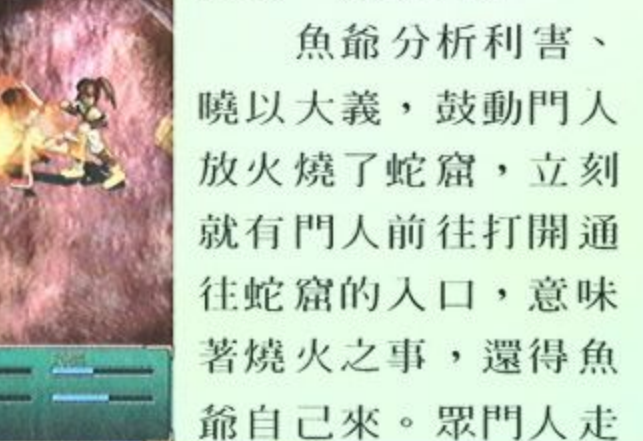 魚爺分析利害、
曉以大義，鼓動門人
放火燒了蛇窟，立刻
就有門人前往打開通
往蛇窟的入口，意味
著燒火之事，還得魚
爺自己來。眾門人走